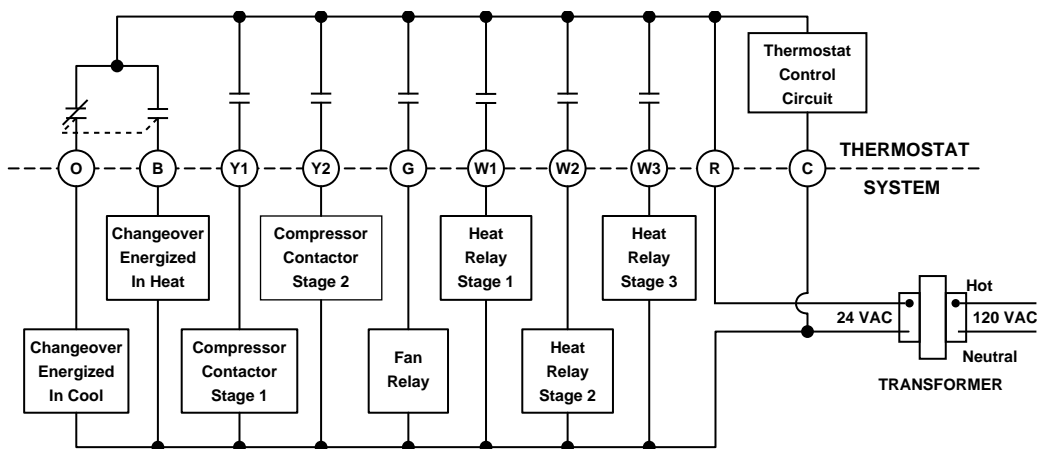 Thermostat
Control
Circuit
O
B
Y1
Y2
G
W1
W2
W3
R
C
THERMOSTAT
SYSTEM
Changeover
Energized
In Heat
Compressor
Contactor
Stage 2
Heat
Relay
Stage 1
Heat
Relay
Stage 3
Changeover
Energized
In Cool
Compressor
Contactor
Stage 1
Fan
Relay
Heat
Relay
Stage 2
Hot
24 VAC
120 VAC
Neutral
TRANSFORMER